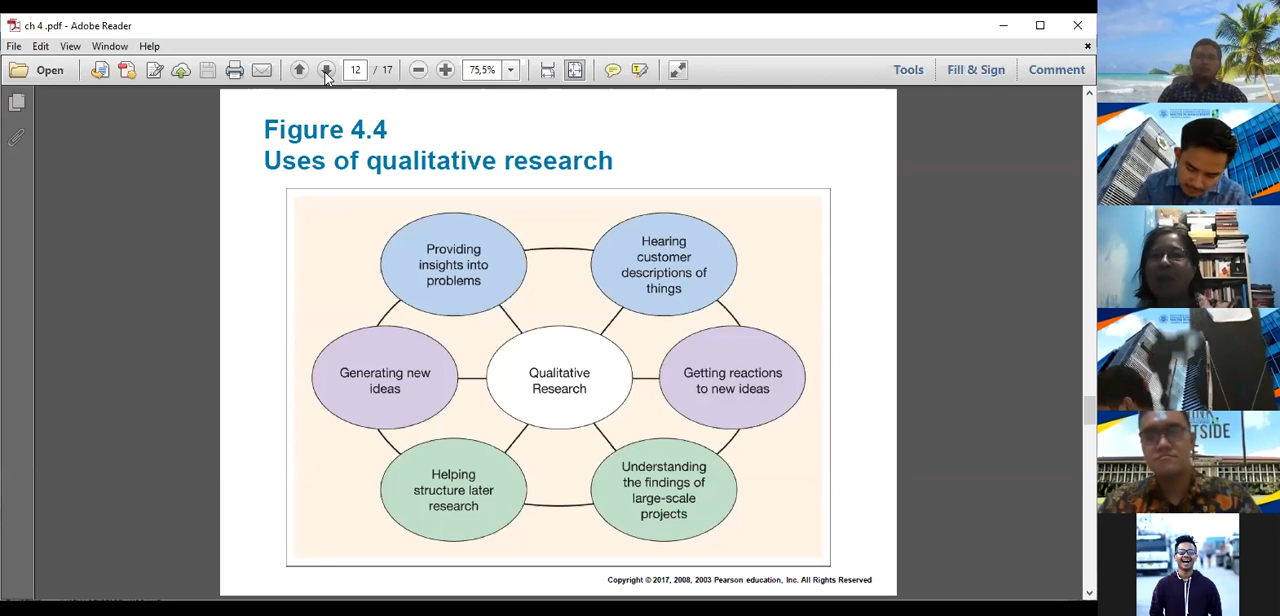 ch 4 .pdf - Adobe Reader
File Edit View Window Help
Open
12 / 17
75,5%
Tools
Fill & Sign
Comment
Figure 4.4
Uses of qualitative research
Providing
insights into
problems
Hearing
customer
descriptions of
things
Generating new
ideas
Qualitative
Research
Getting reactions
to new ideas
Helping
structure later
research
Understanding
the findings of
large-scale
projects
Copyright © 2017, 2008, 2003 Pearson education, Inc. All Rights Reserved